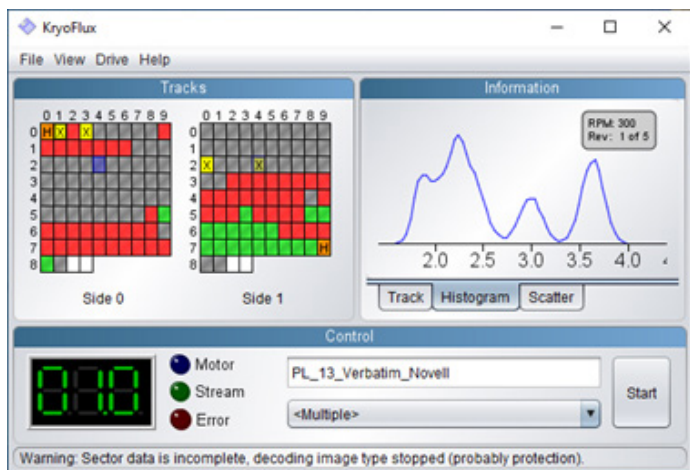 KryoFlux
File View Drive Help
Tracks
Information
0 1 2 3 4 5 6 7 8 9
0 1 2 3 4 5 6 7 8 9
0 H X X
1
2
3
4
5
6
7
8
0
1
2 X X
3
4
5
6
7 H
8
Side 0
Side 1
RPM: 300
Rev: 1 of 5
2.0 2.5 3.0 3.5 4.0
Track Histogram Scatter
Control
01.0
Motor
Stream
Error
PL_13_Verbatim_Novell
<Multiple>
Start
Warning: Sector data is incomplete, decoding image type stopped (probably protection).